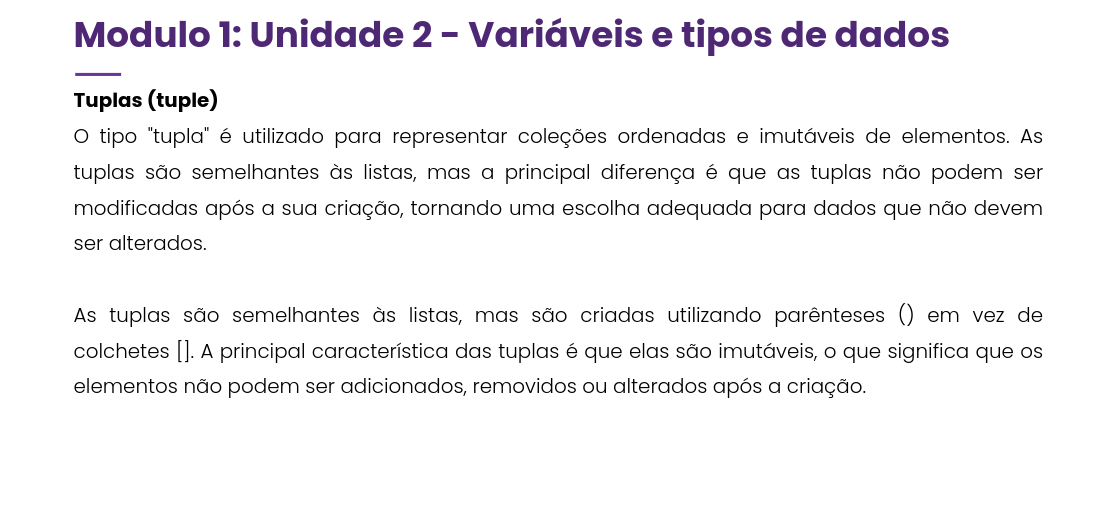 Modulo 1: Unidade 2 - Variáveis e tipos de dados
Tuplas (tuple)
O tipo "tupla" é utilizado para representar coleções ordenadas e imutáveis de elementos. As
tuplas são semelhantes às listas, mas a principal diferença é que as tuplas não podem ser
modificadas após a sua criação, tornando uma escolha adequada para dados que não devem
ser alterados.
As tuplas são semelhantes às listas, mas são criadas utilizando parênteses () em vez de
colchetes []. A principal característica das tuplas é que elas são imutáveis, o que significa que os
elementos não podem ser adicionados, removidos ou alterados após a criação.